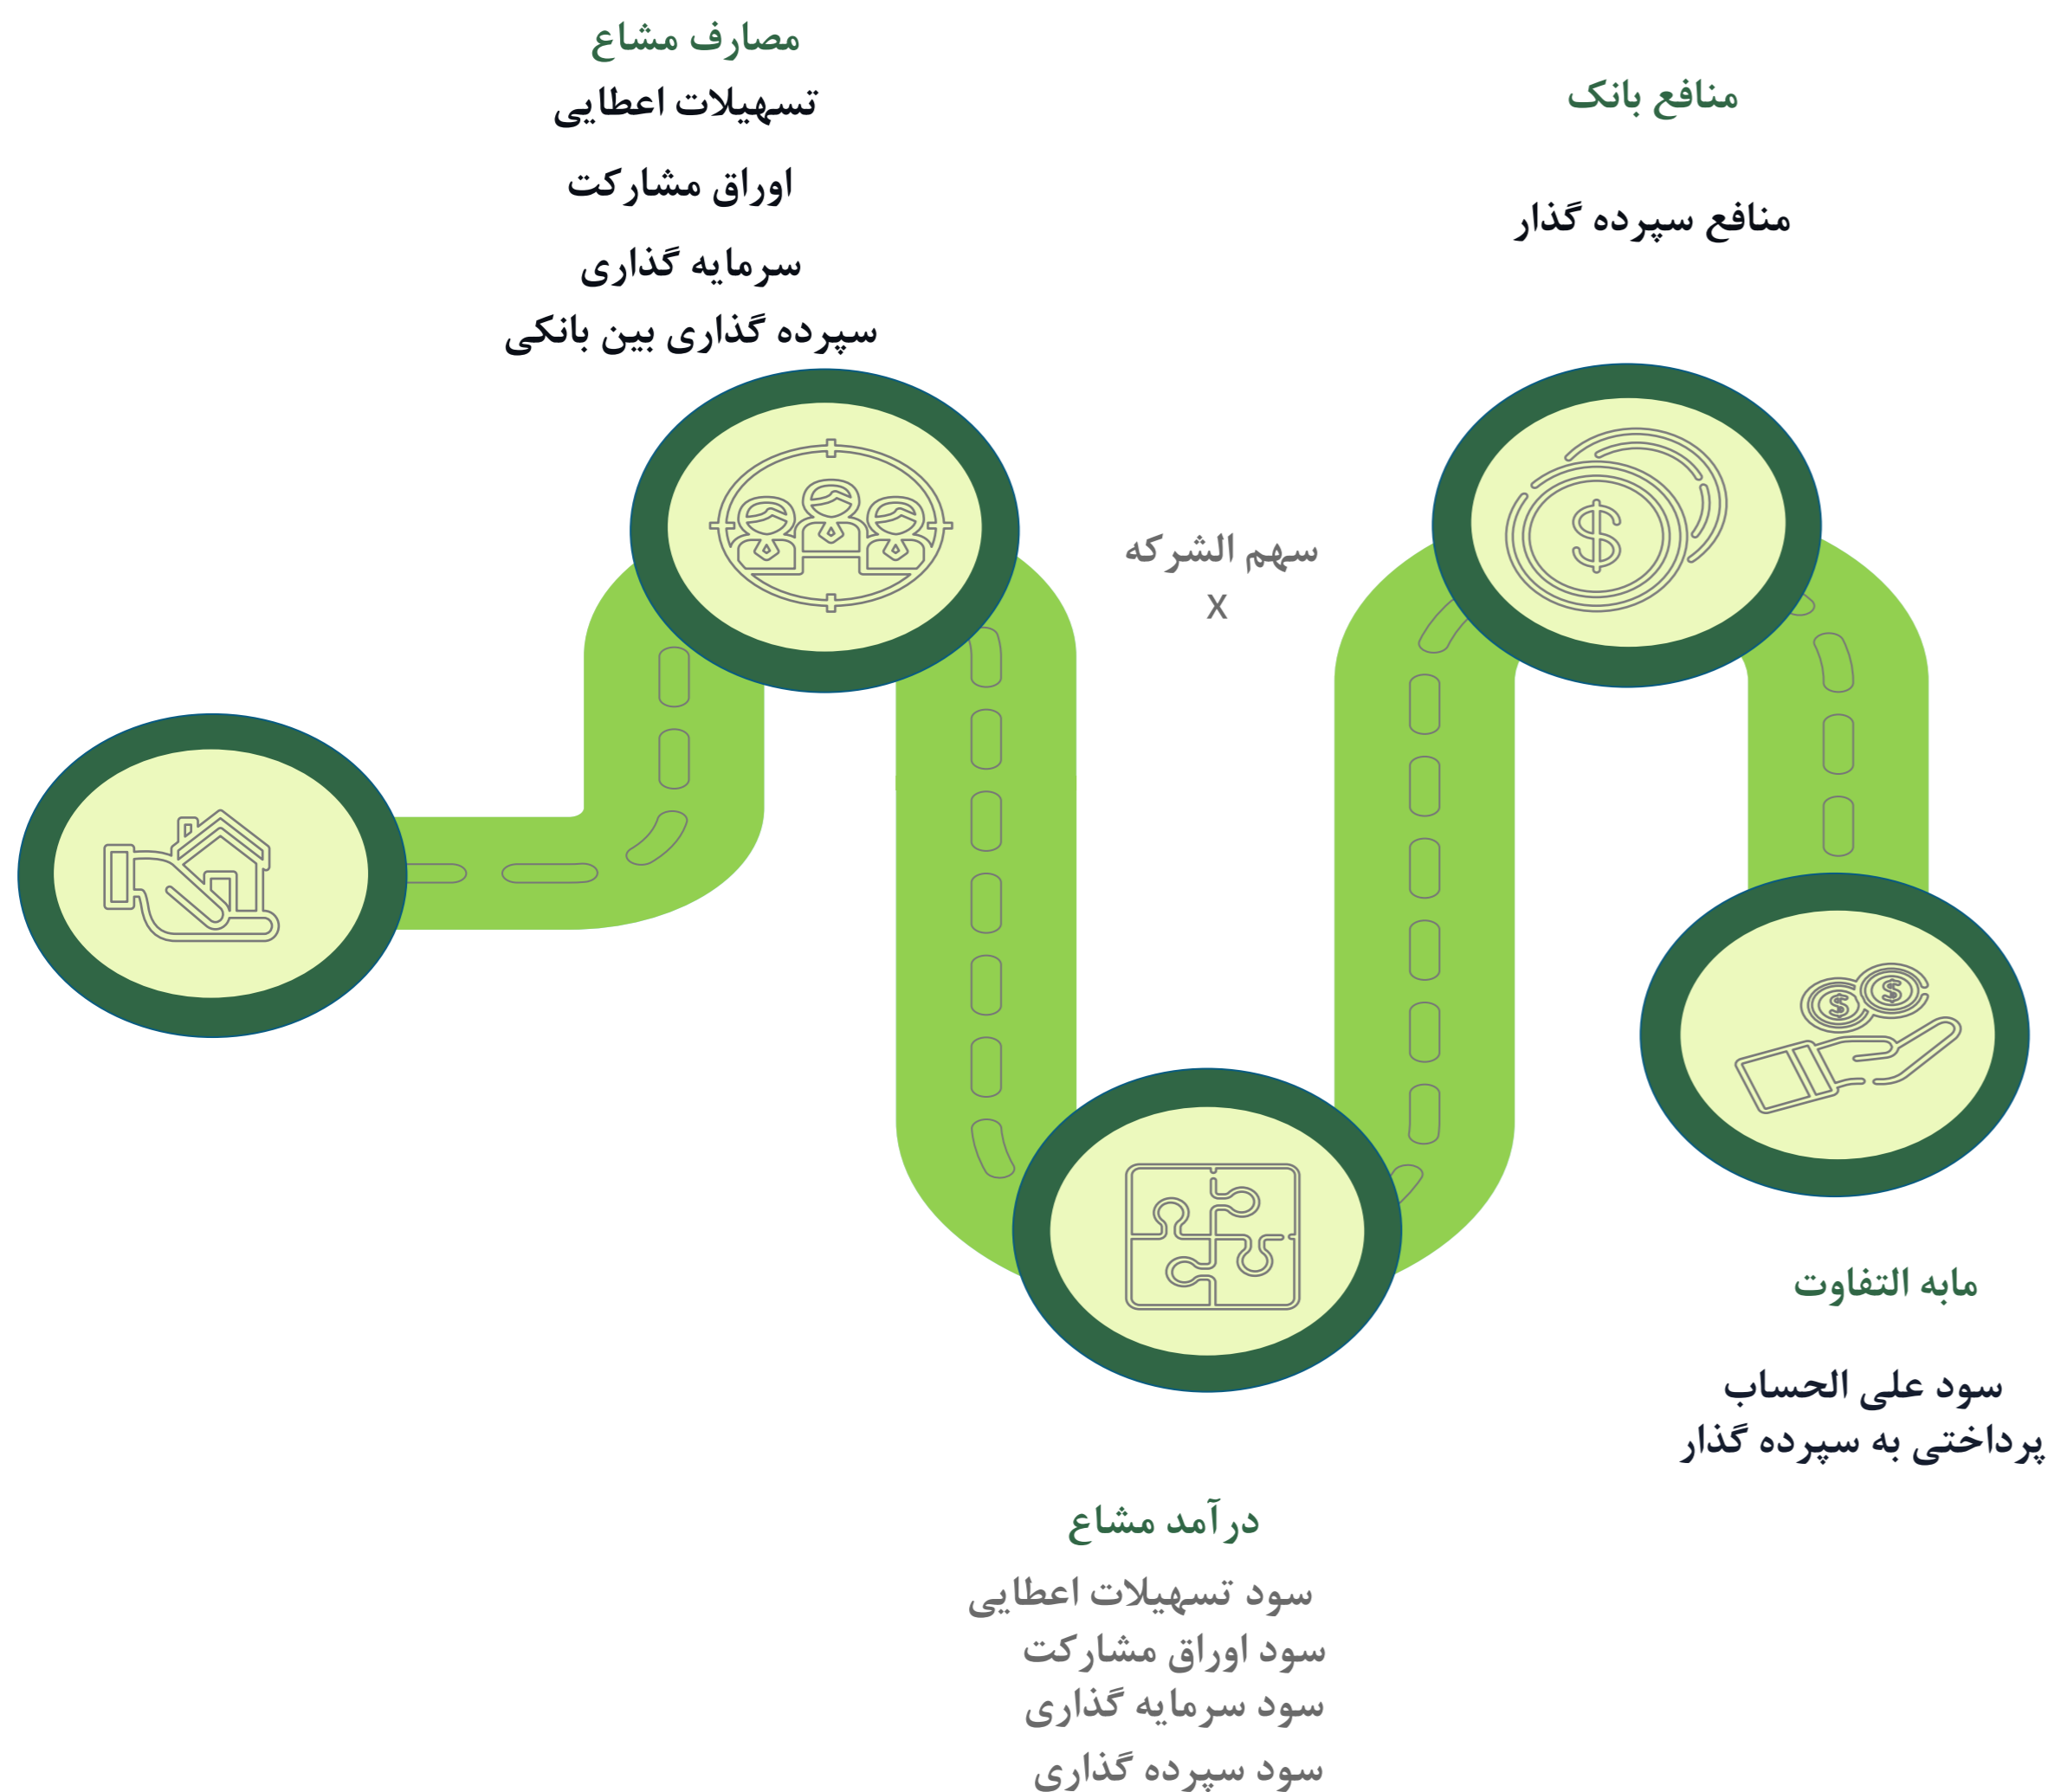 مصارف مشاع
تسهیلات اعطایی
اوراق مشارکت
سرمایه گذاری
سپرده گذاری بین بانکی
منافع بانک
منافع سپرده گذار
سهم الشرکه
X
مابه التفاوت
سود علی الحساب
پرداختی به سپرده گذار
درآمد مشاع
سود تسهیلات اعطایی
سود اوراق مشارکت
سود سرمایه گذاری
سود سپرده گذاری